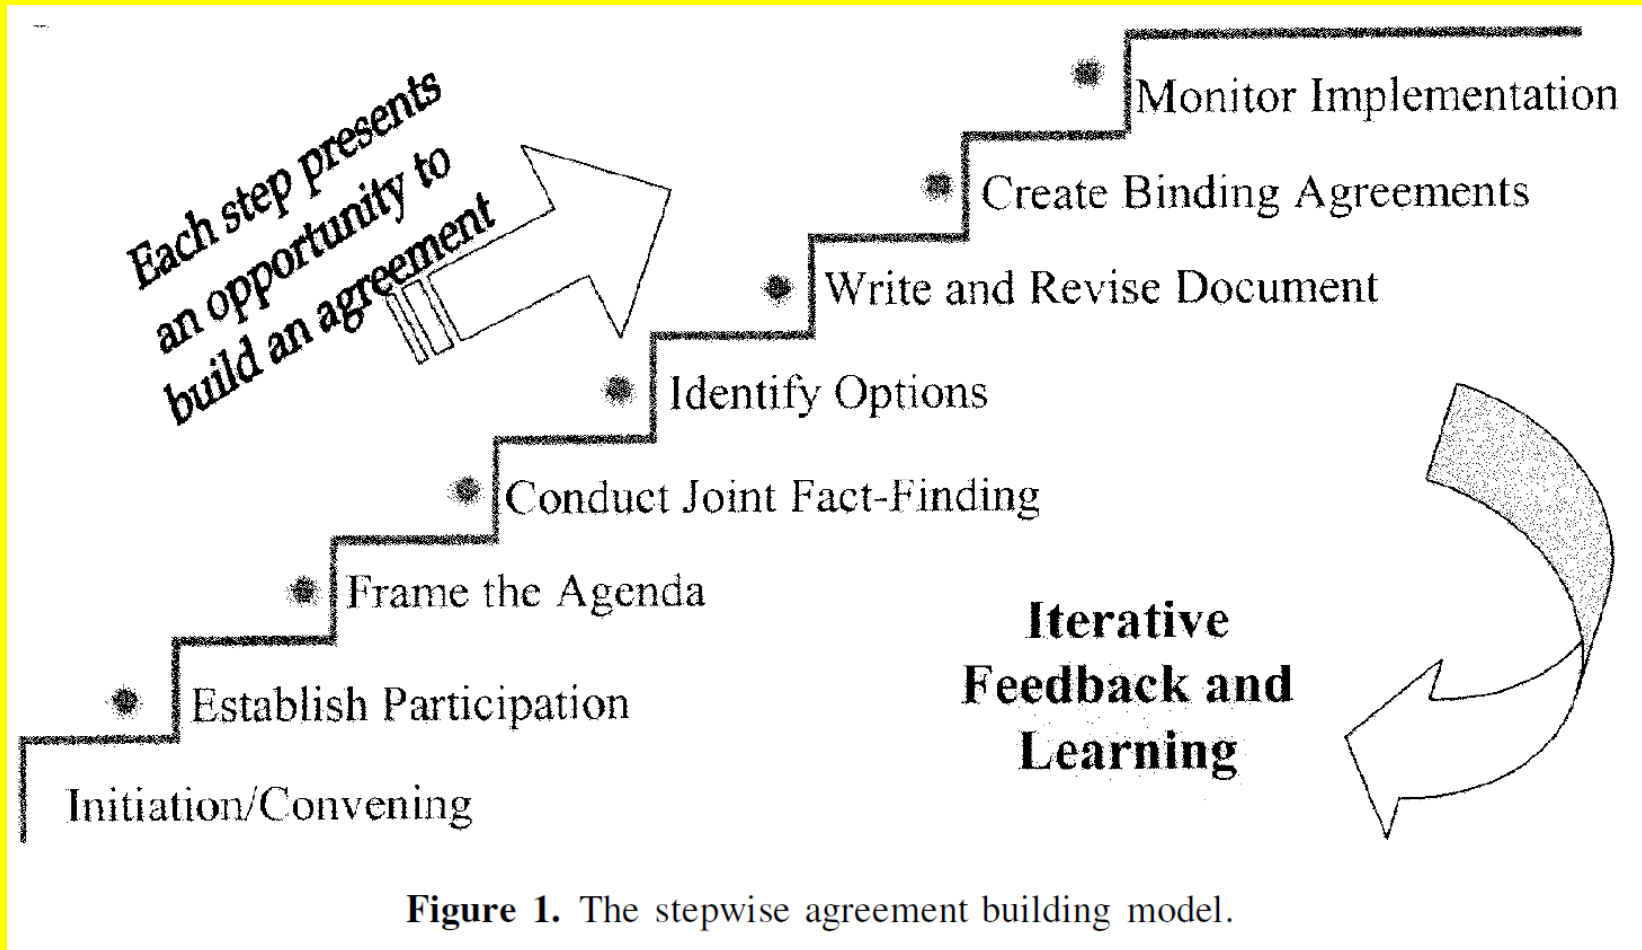 Each step presents
an opportunity to
build an agreement
Monitor Implementation
Create Binding Agreements
Write and Revise Document
Identify Options
Conduct Joint Fact-Finding
Frame the Agenda
Establish Participation
Initiation/Convening
Iterative
Feedback and
Learning
Figure 1. The stepwise agreement building model.